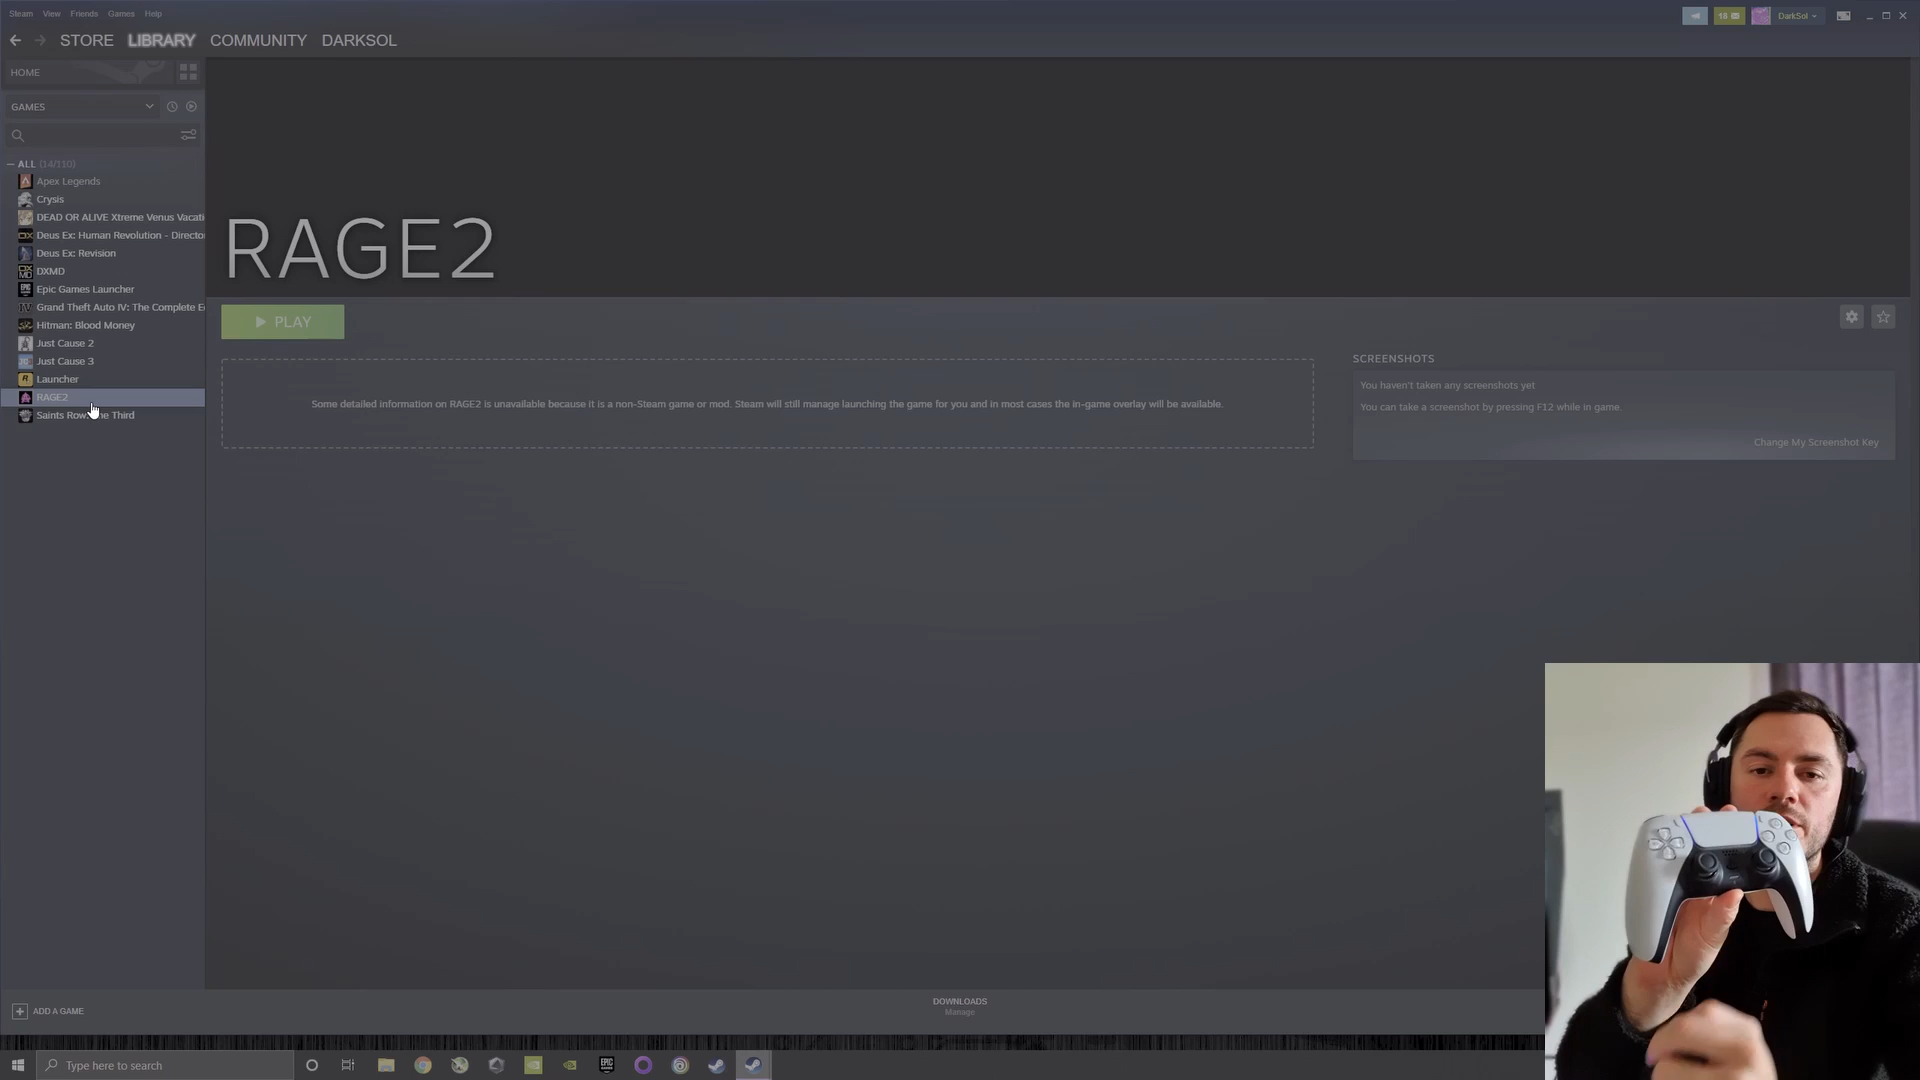 Steam View Friends Games Help
18
DarkSol
STORE LIBRARY COMMUNITY DARKSOL
HOME
GAMES
ALL (14/110)
Apex Legends
Crysis
DEAD OR ALIVE Xtreme Venus Vacati
Deus Ex: Human Revolution - Director
Deus Ex: Revision
DXMD
Epic Games Launcher
Grand Theft Auto IV: The Complete E
Hitman: Blood Money
Just Cause 2
Just Cause 3
Launcher
RAGE2
Saints Row: The Third
RAGE2
PLAY
Some detailed information on RAGE2 is unavailable because it is a non-Steam game or mod. Steam will still manage launching the game for you and in most cases the in-game overlay will be available.
SCREENSHOTS
You haven't taken any screenshots yet
You can take a screenshot by pressing F12 while in game.
Change My Screenshot Key
ADD A GAME
DOWNLOADS
Manage
Type here to search